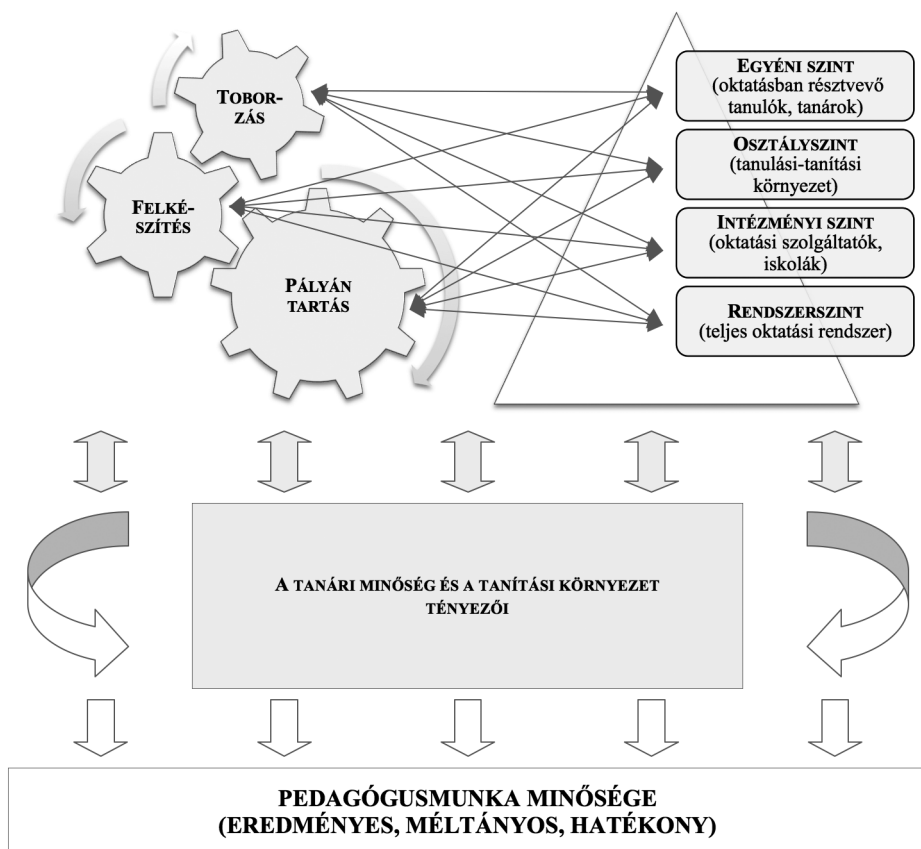 TOBOR-
ZÁS
FELKÉ-
SZÍTÉS
PÁLYÁN
TARTÁS
EGYÉNI SZINT
(oktatásban résztvevő
tanulók, tanárok)
OSZTÁLYSZINT
(tanulási-tanítási
környezet)
INTÉZMÉNYI SZINT
(oktatási szolgáltatók,
iskolák)
RENDSZERSZINT
(teljes oktatási rendszer)
A TANÁRI MINŐSÉG ÉS A TANÍTÁSI KÖRNYEZET
TÉNYEZŐI
PEDAGÓGUSMUNKA MINŐSÉGE
(EREDMÉNYES, MÉLTÁNYOS, HATÉKONY)